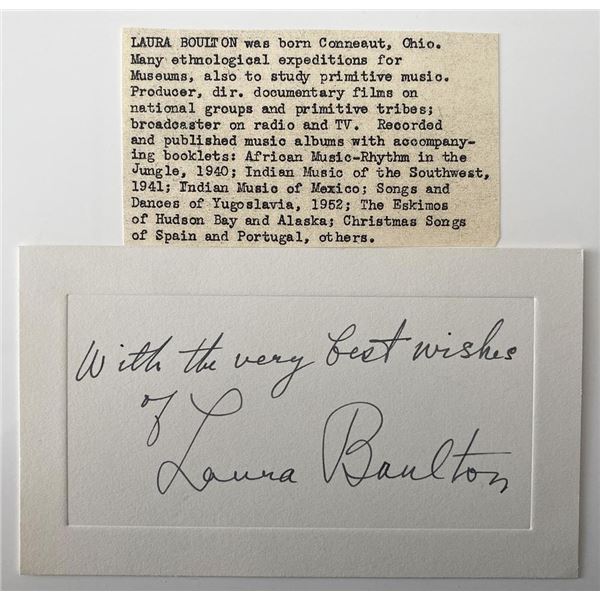 LAURA BOULTON was born Conneaut, Ohio.
Many ethnological expeditions for
Museums, also to study primitive music.
Producer, dir. documentary films on
national groups and primitive tribes;
broadcaster on radio and TV. Recorded
and published music albums with accompany-
ing booklets: African Music-Rhythm in the
Jungle, 1940; Indian Music of the Southwest,
1941; Indian Music of Mexico; Songs and
Dances of Yugoslavia, 1952; The Eskimos
of Hudson Bay and Alaska; Christmas Songs
of Spain and Portugal, others.
With the very best wishes
of
Laura Boulton